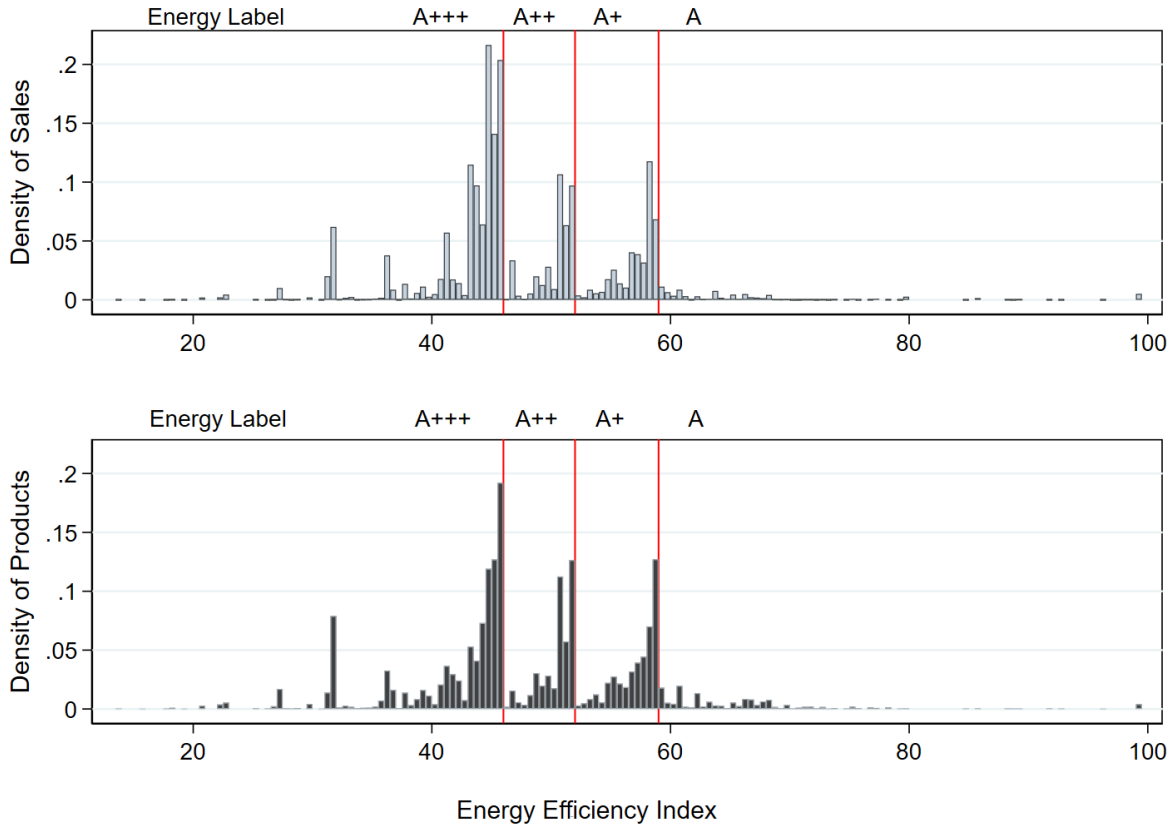 Energy Label A+++ A++ A+ A
Density of Sales
.2
.15
.1
.05
0
20 40 60 80 100
Energy Label A+++ A++ A+ A
Density of Products
.2
.15
.1
.05
0
20 40 60 80 100
Energy Efficiency Index